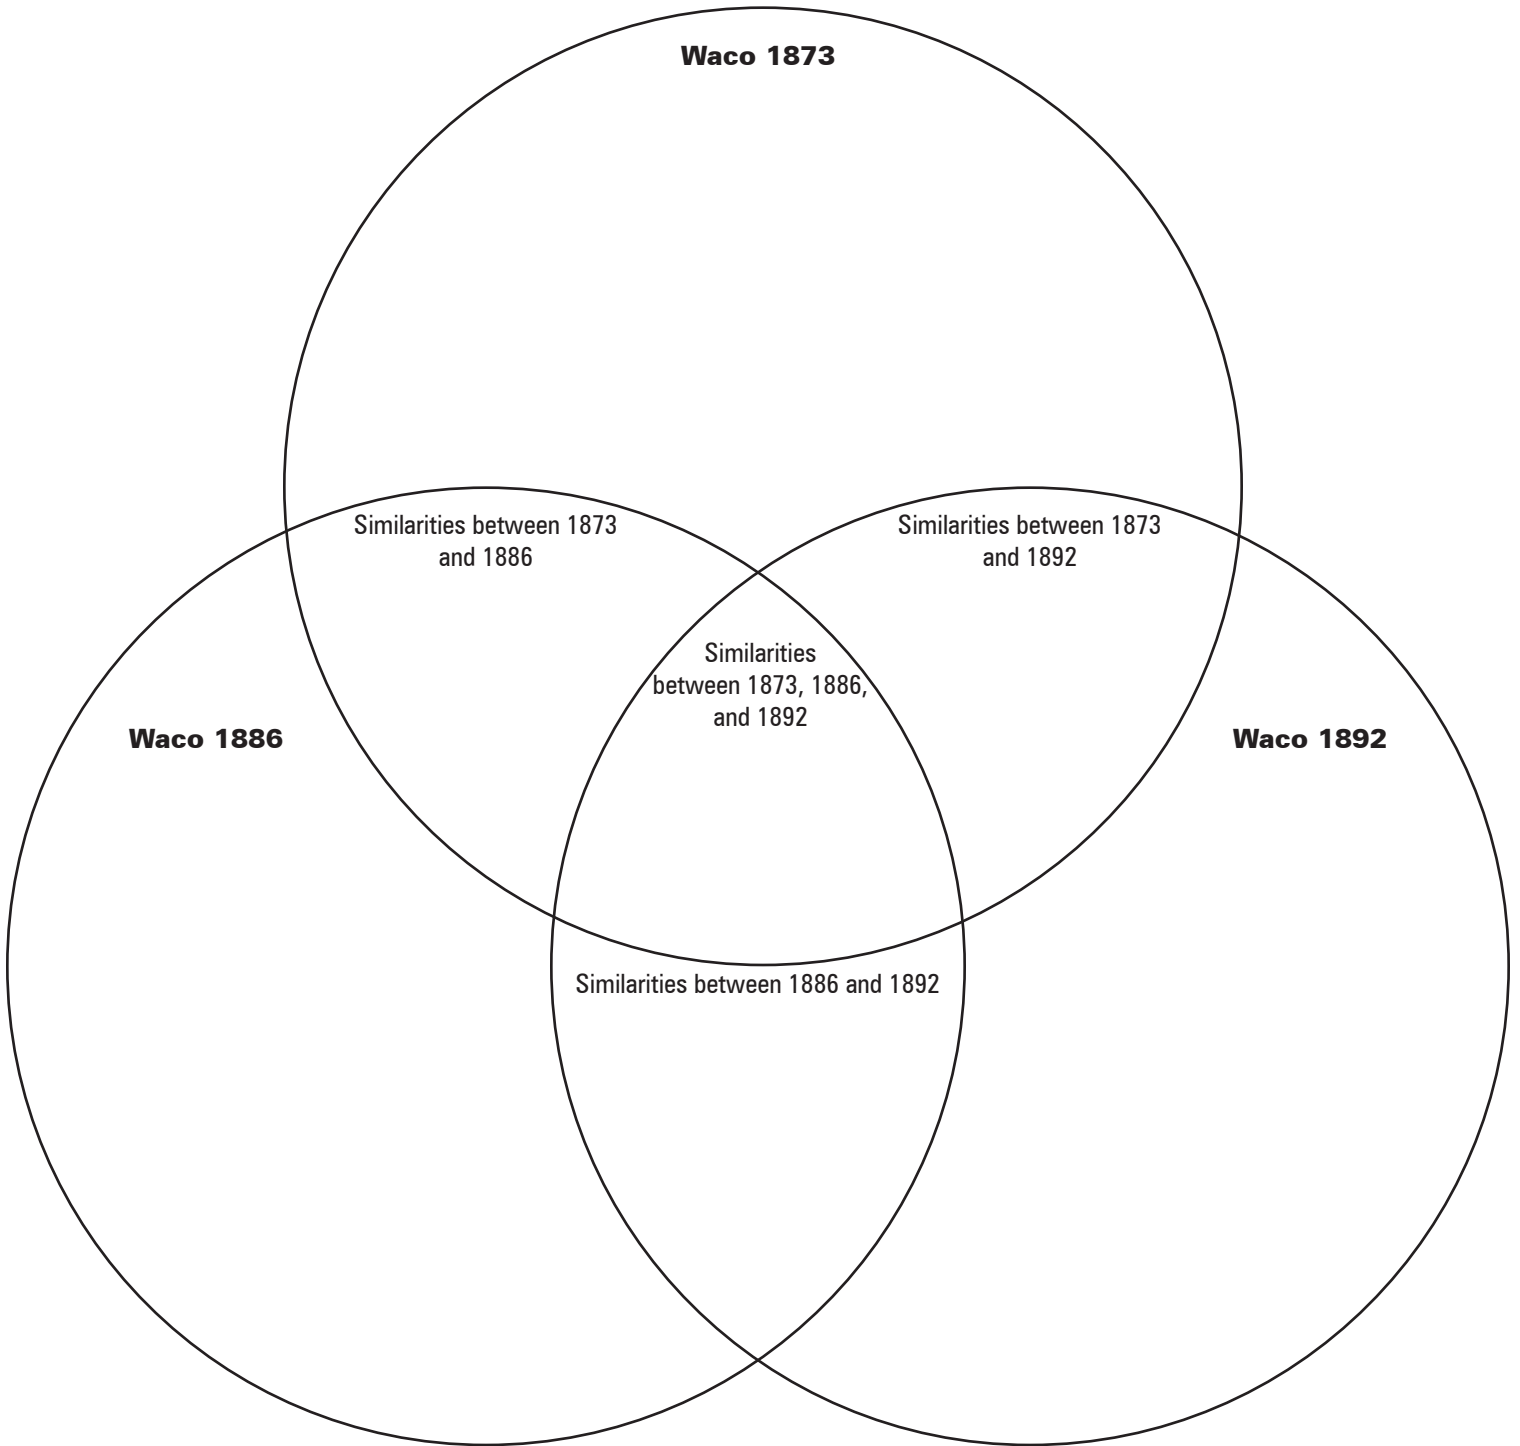 Waco 1873
Similarities between 1873
and 1886
Similarities between 1873
and 1892
Similarities
between 1873, 1886,
and 1892
Waco 1886
Waco 1892
Similarities between 1886 and 1892